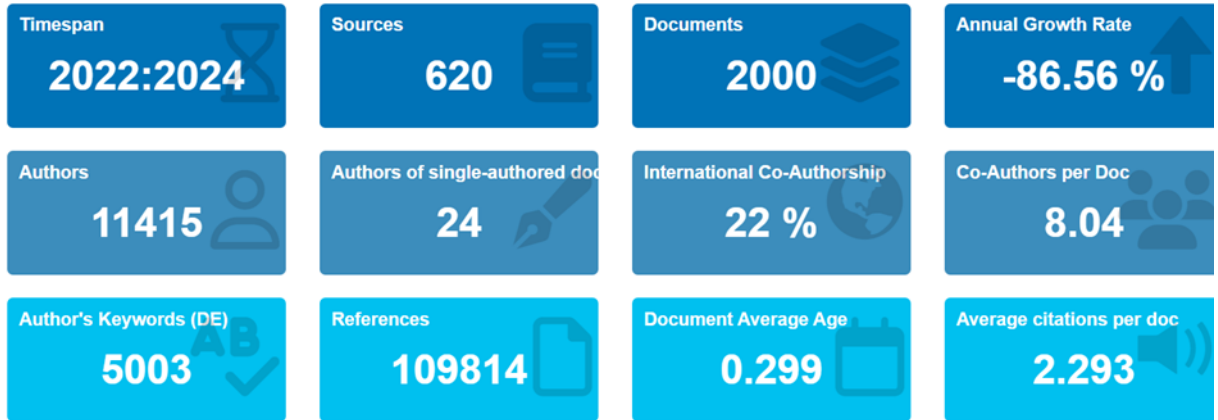 Timespan
2022:2024
Sources
620
Documents
2000
Annual Growth Rate
-86.56 %
Authors
11415
Authors of single-authored doc
24
International Co-Authorship
22 %
Co-Authors per Doc
8.04
Author's Keywords (DE)
AB
5003
References
109814
Document Average Age
0.299
Average citations per doc
2.293